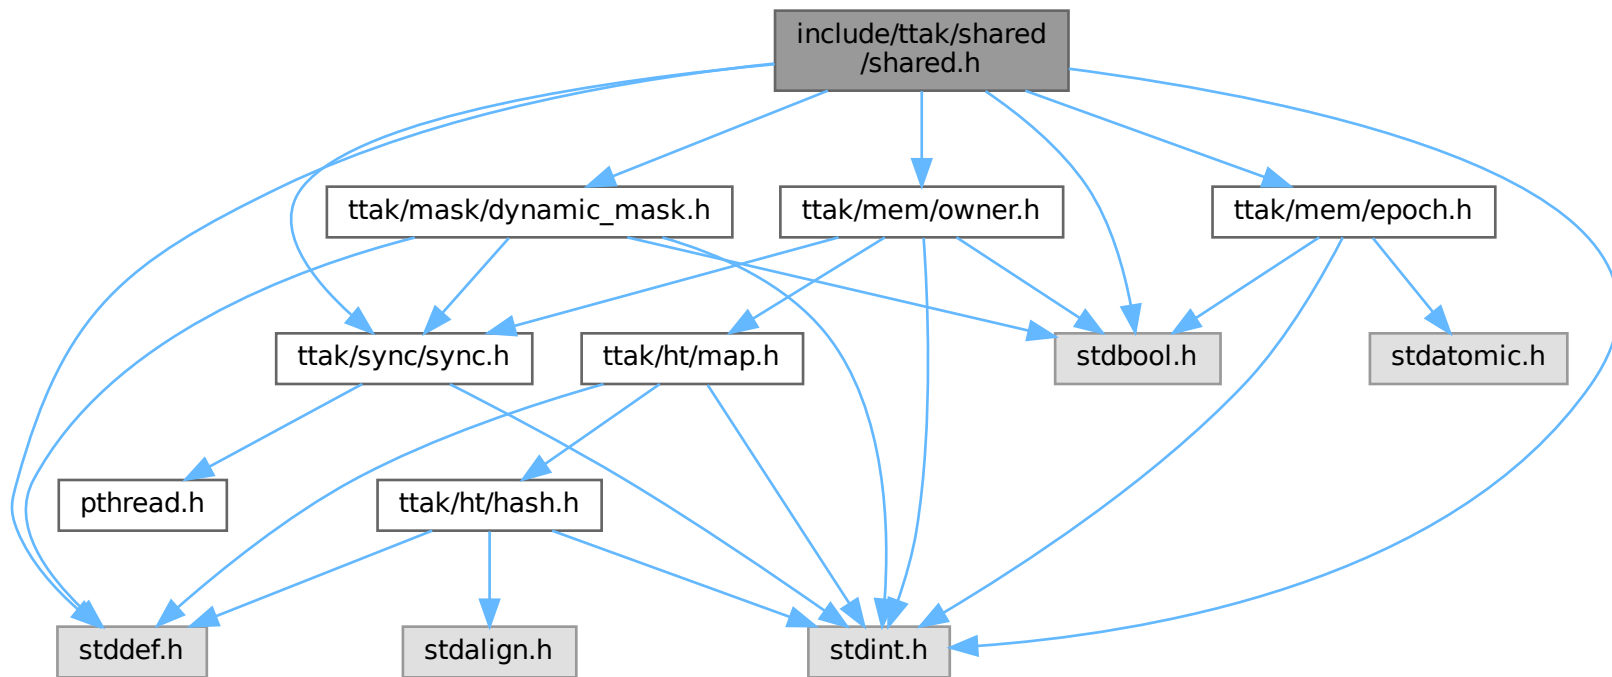 include/ttak/shared
/shared.h
ttak/mask/dynamic_mask.h
ttak/mem/owner.h
ttak/mem/epoch.h
ttak/sync/sync.h
ttak/ht/map.h
stdbool.h
stdatomic.h
pthread.h
ttak/ht/hash.h
stddef.h
stdalign.h
stdint.h